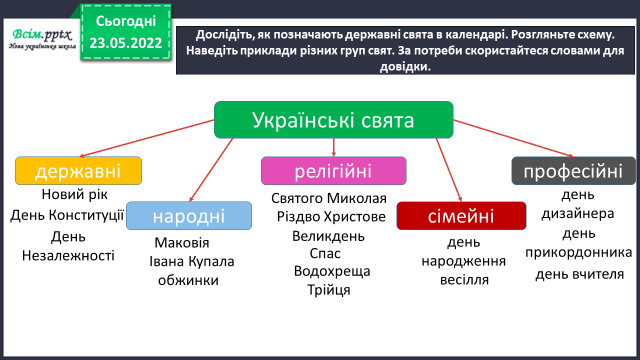 Всім.pptx
Нова українська школа
Сьогодні
23.05.2022
Дослідіть, як позначають державні свята в календарі. Розгляньте схему.
Наведіть приклади різних груп свят. За потреби скористайтеся словами для
довідки.
Українські свята
державні
Новий рік
День Конституції
День
Незалежності
народні
Маковія
Івана Купала
обжинки
релігійні
Святого Миколая
Різдво Христове
Великдень
Спас
Водохреща
Трійця
сімейні
день
народження
весілля
професійні
день
дизайнера
день
прикордонника
день вчителя